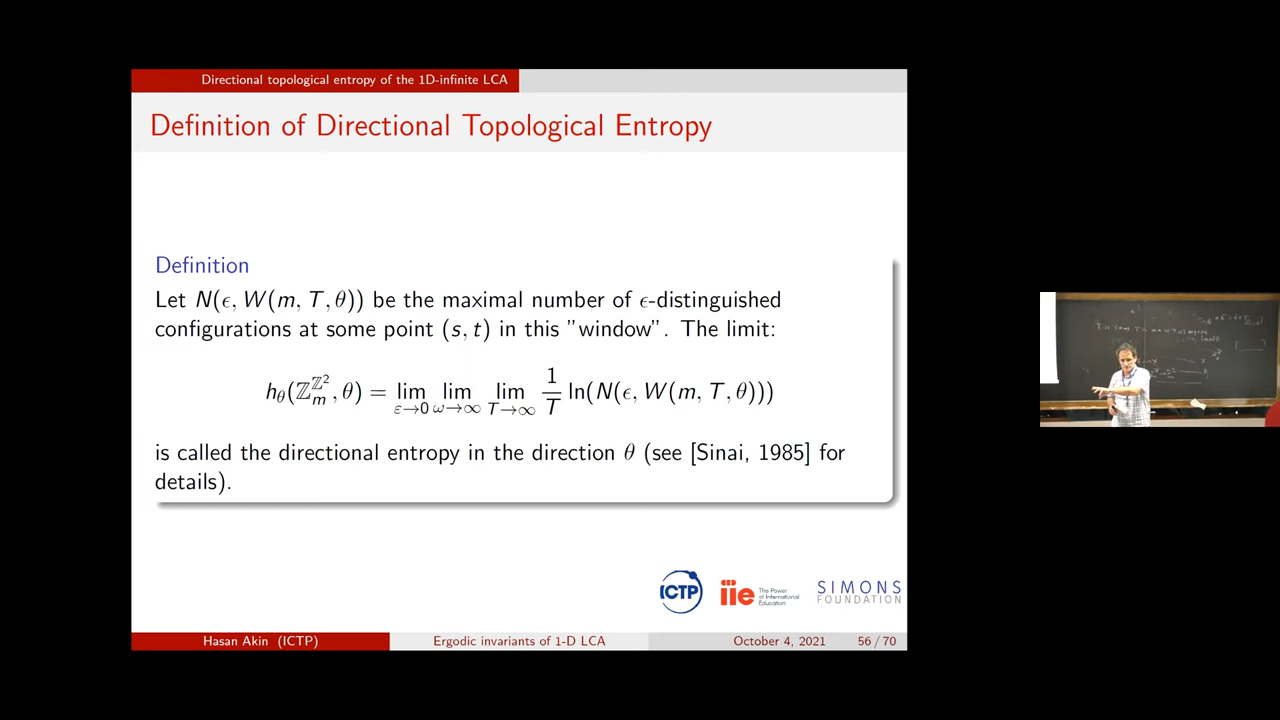 Directional topological entropy of the 1D-infinite LCA
Definition of Directional Topological Entropy
Definition
Let N(ϵ, W(m, T, θ)) be the maximal number of ϵ-distinguished
configurations at some point (s, t) in this ”window”. The limit:
h_θ(ℤ_m^{ℤ^2}, θ) = lim_{ε→0} lim_{ω→∞} lim_{T→∞} 1/T ln(N(ϵ, W(m, T, θ)))
is called the directional entropy in the direction θ (see [Sinai, 1985] for
details).
ICTP
iie The Power
of International
Education
SIMONS
FOUNDATION
Hasan Akin (ICTP) Ergodic invariants of 1-D LCA October 4, 2021 56 / 70